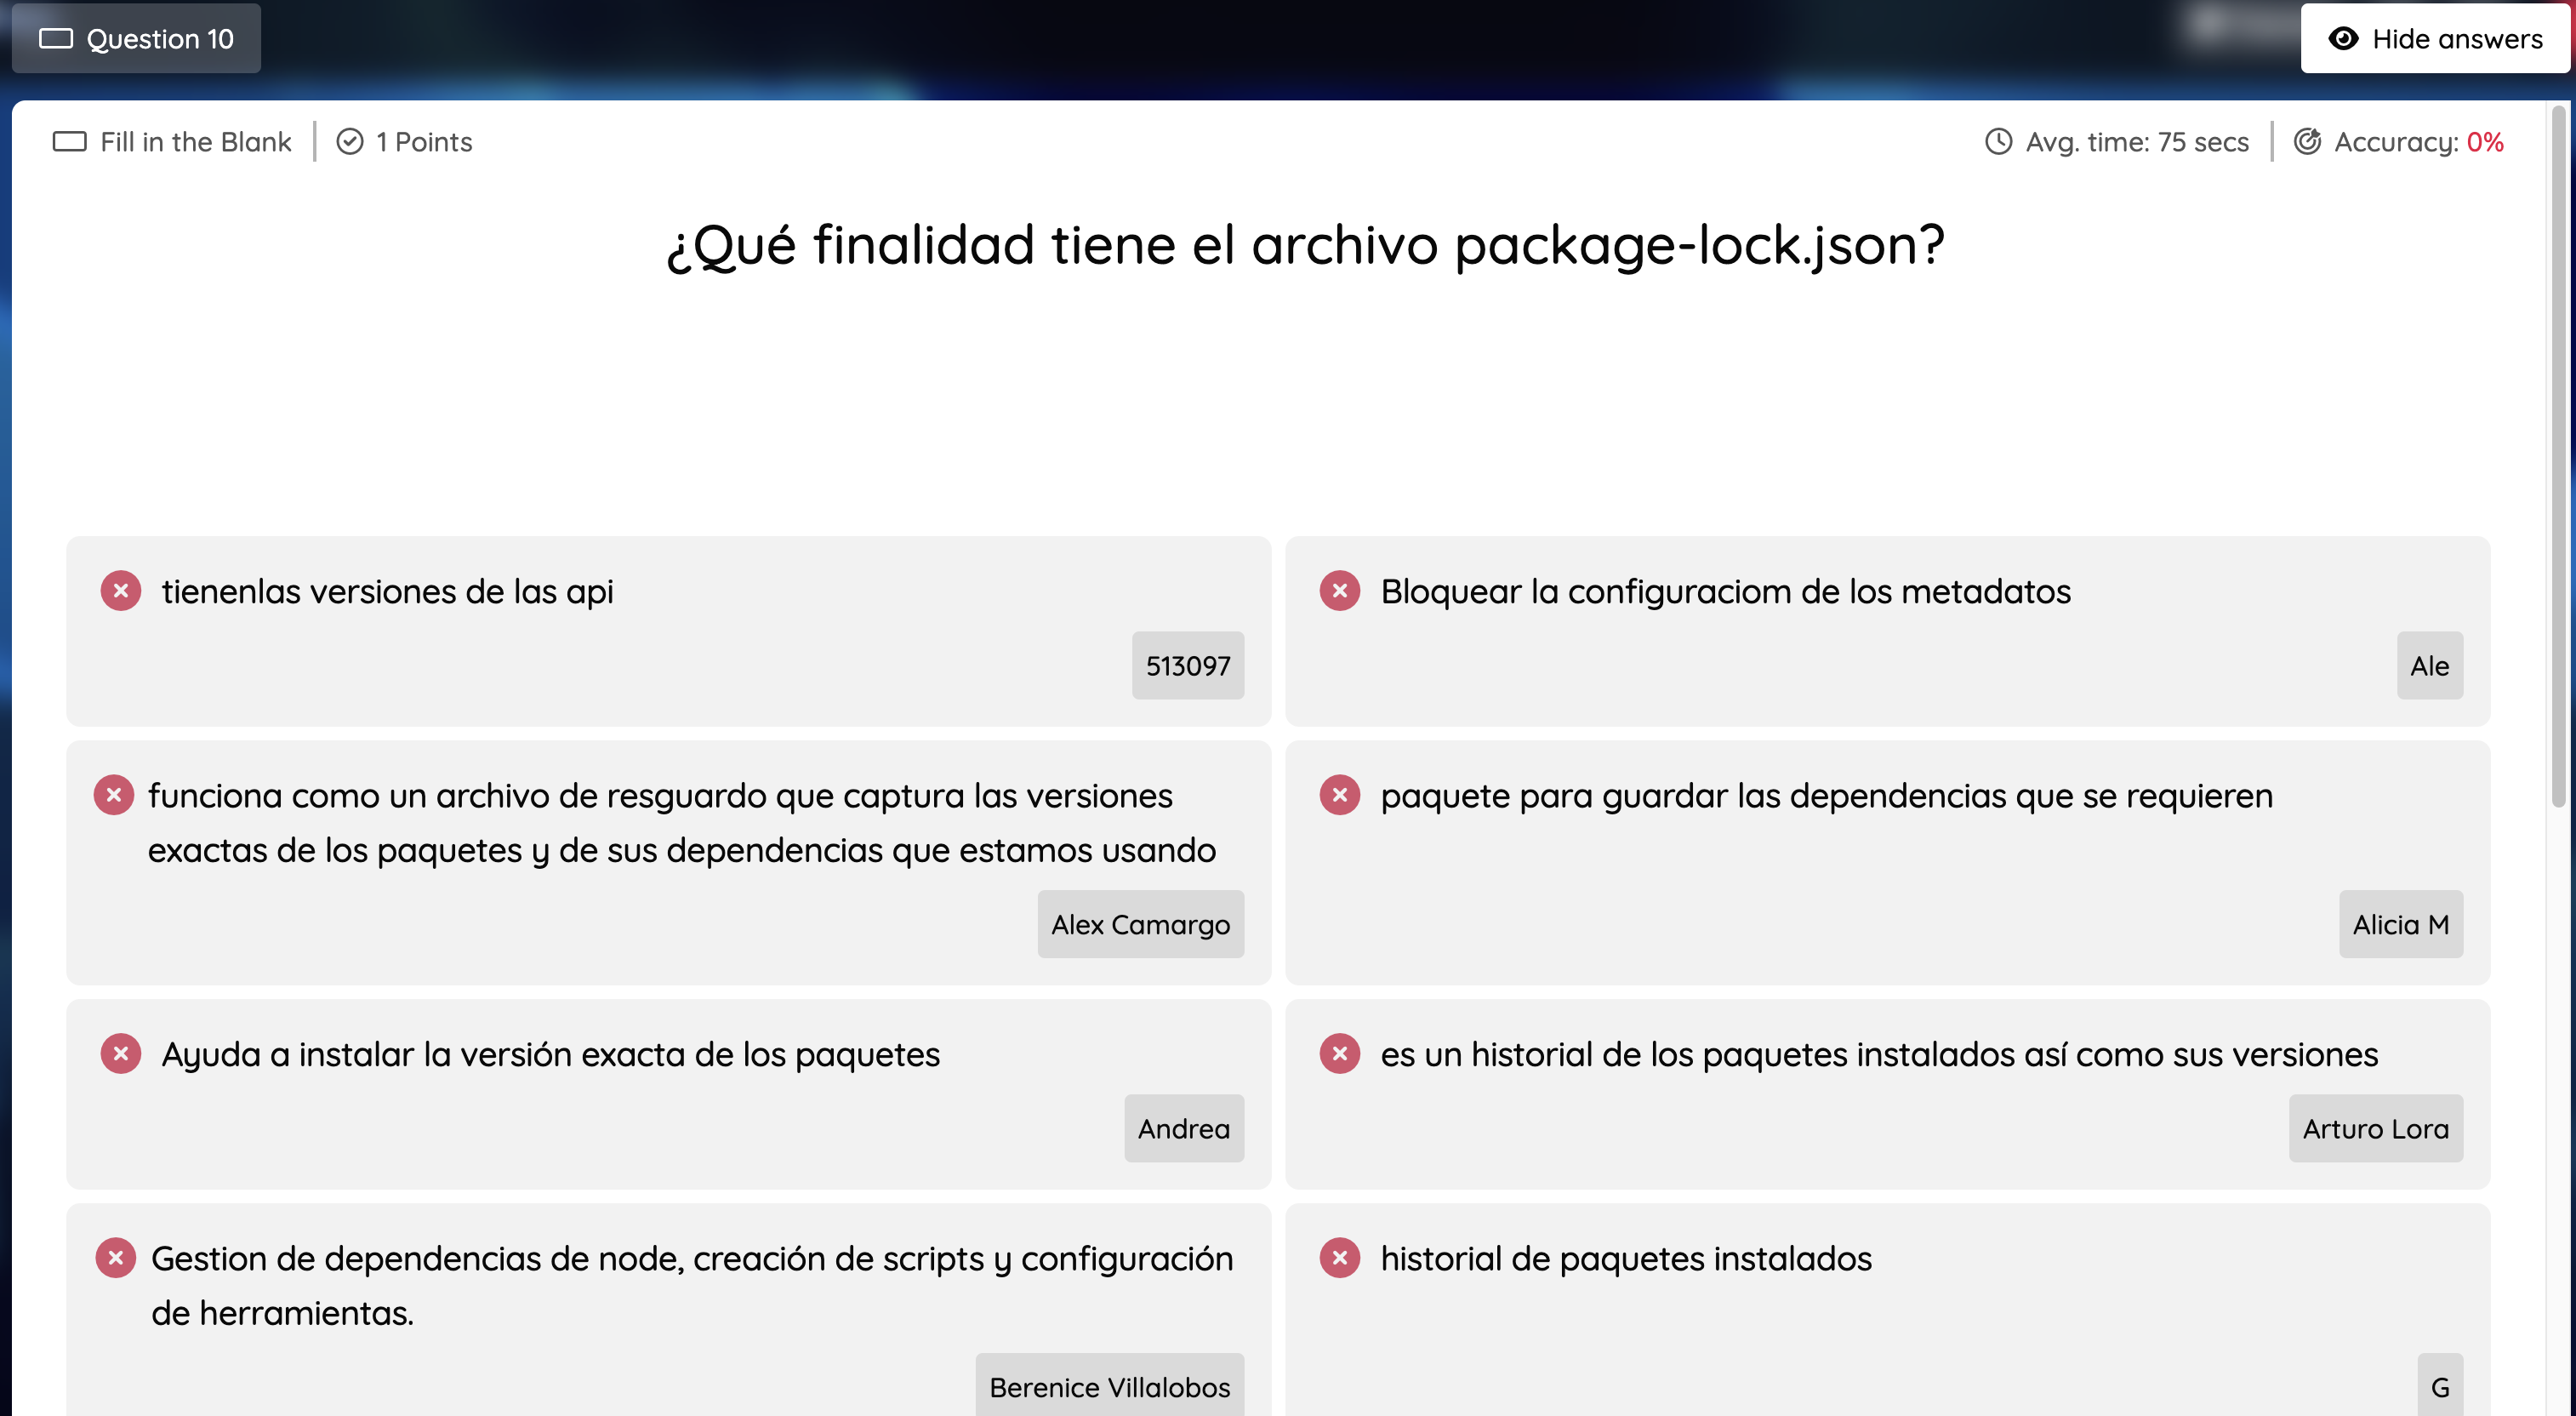 Question 10
Hide answers
Fill in the Blank
1 Points
Avg. time: 75 secs
Accuracy: 0%
¿Qué finalidad tiene el archivo package-lock.json?
tienenlas versiones de las api
513097
Bloquear la configuraciom de los metadatos
Ale
funciona como un archivo de resguardo que captura las versiones
exactas de los paquetes y de sus dependencias que estamos usando
Alex Camargo
paquete para guardar las dependencias que se requieren
Alicia M
Ayuda a instalar la versión exacta de los paquetes
Andrea
es un historial de los paquetes instalados así como sus versiones
Arturo Lora
Gestion de dependencias de node, creación de scripts y configuración
de herramientas.
Berenice Villalobos
historial de paquetes instalados
G